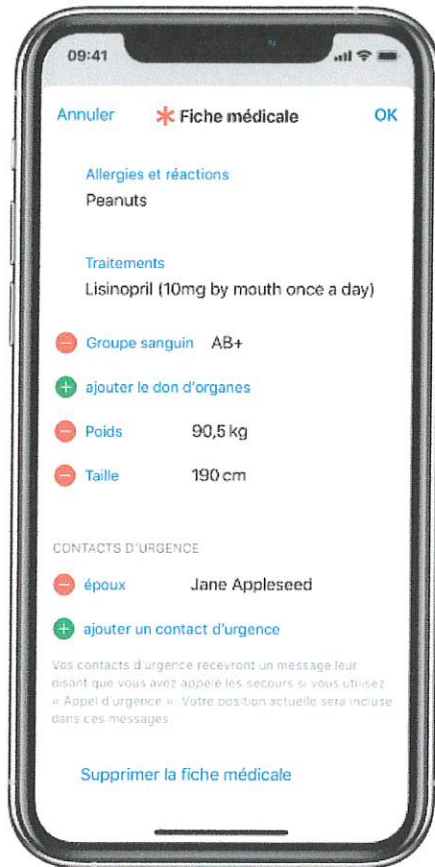 09:41
Annuler
Fiche médicale
OK
Allergies et réactions
Peanuts
Traitements
Lisinopril (10mg by mouth once a day)
Groupe sanguin AB+
ajouter le don d'organes
Poids 90,5 kg
Taille 190 cm
CONTACTS D'URGENCE
époux Jane Appleseed
ajouter un contact d'urgence
Vos contacts d'urgence recevront un message leur
disant que vous avez appelé les secours si vous utilisez
« Appel d'urgence ». Votre position actuelle sera incluse
dans ces messages.
Supprimer la fiche médicale